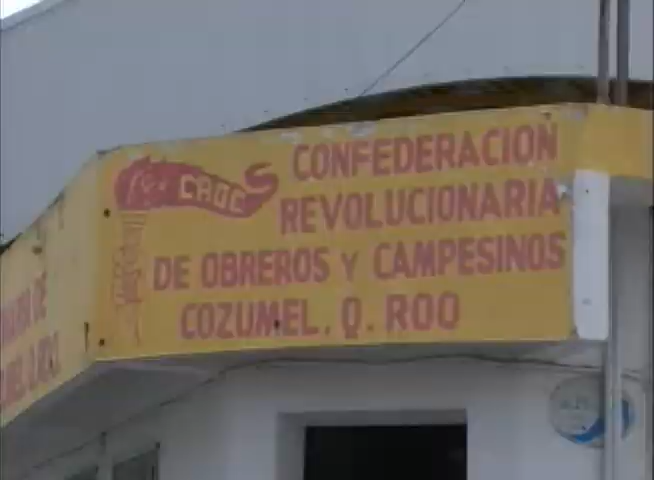 CROC
CONFEDERACION
REVOLUCIONARIA
DE OBREROS Y CAMPESINOS
COZUMEL, Q. ROO